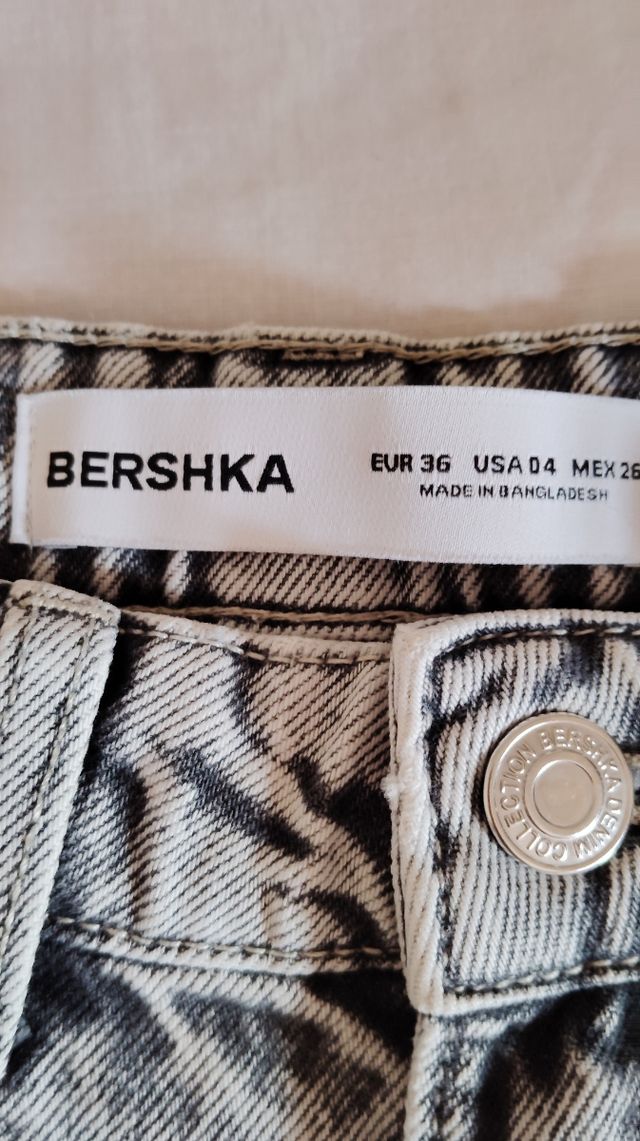 BERSHKA
EUR 36 USA 04 MEX 26
MADE IN BANGLADESH
BERSHKA DENIM COLLECTION